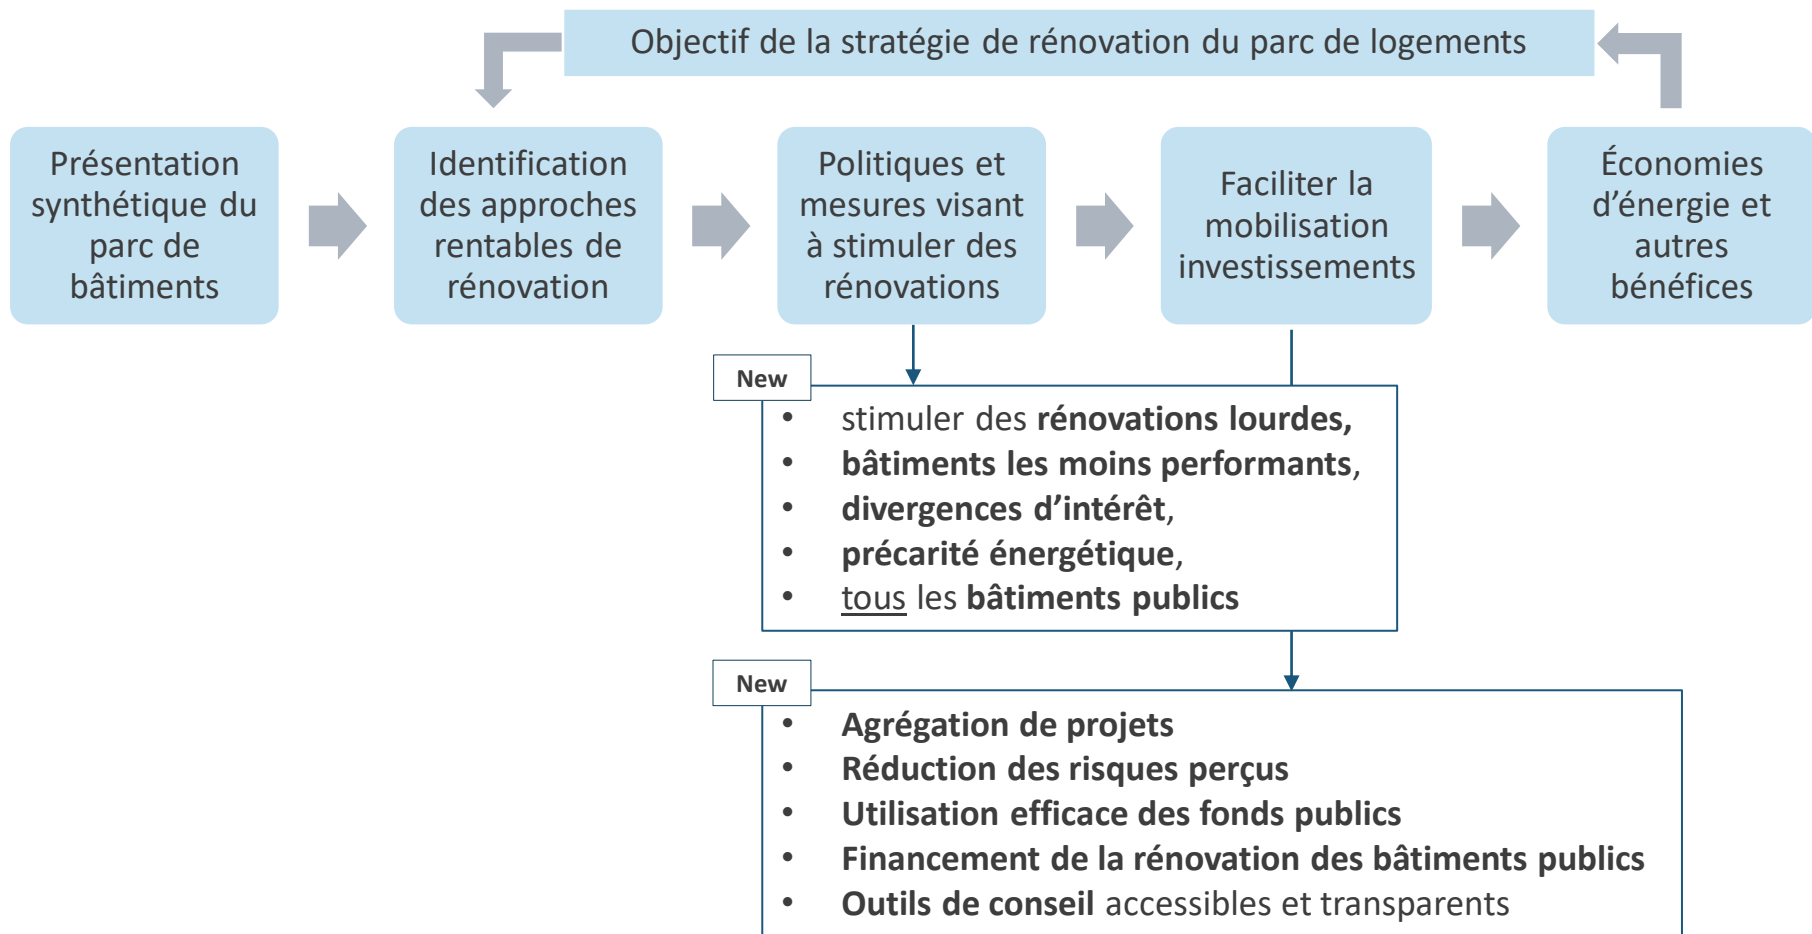 Objectif de la stratégie de rénovation du parc de logements
Présentation
synthétique du
parc de
bâtiments
Identification
des approches
rentables de
rénovation
Politiques et
mesures visant
à stimuler des
rénovations
Faciliter la
mobilisation
investissements
Économies
d’énergie et
autres
bénéfices
New
• stimuler des rénovations lourdes,
• bâtiments les moins performants,
• divergences d’intérêt,
• précarité énergétique,
• tous les bâtiments publics
New
• Agrégation de projets
• Réduction des risques perçus
• Utilisation efficace des fonds publics
• Financement de la rénovation des bâtiments publics
• Outils de conseil accessibles et transparents